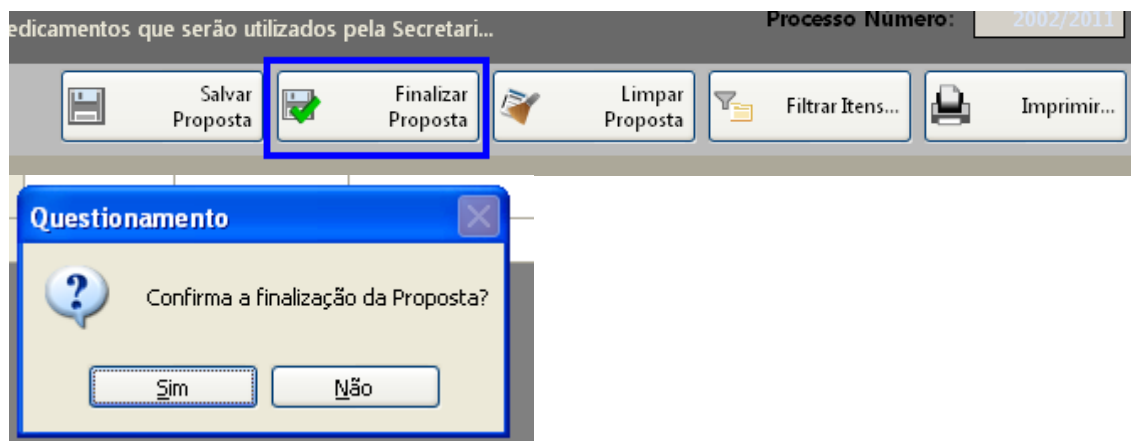 edicamentos que serão utilizados pela Secretari...
Processo Número: 2002/2011
Salvar
Proposta
Finalizar
Proposta
Limpar
Proposta
Filtrar Itens...
Imprimir...
Questionamento
Confirma a finalização da Proposta?
Sim
Não